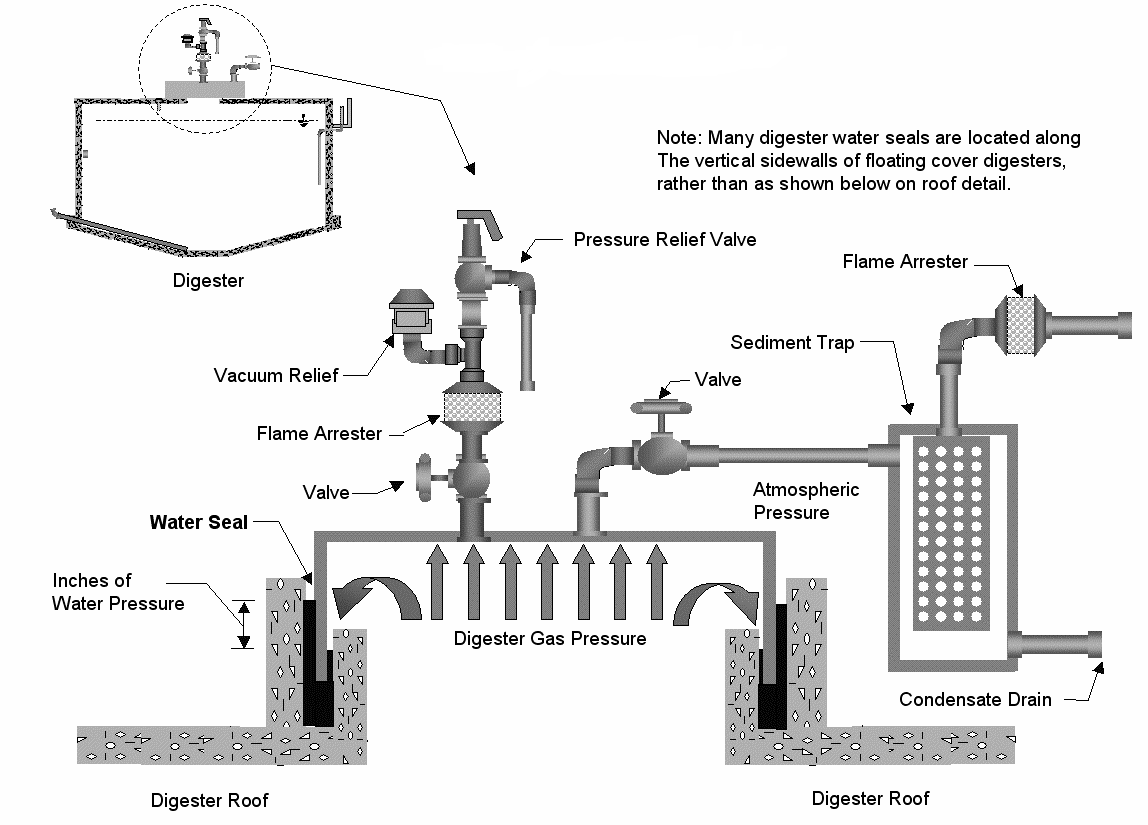 Note: Many digester water seals are located along
The vertical sidewalls of floating cover digesters,
rather than as shown below on roof detail.
Digester
Pressure Relief Valve
Flame Arrester
Sediment Trap
Vacuum Relief
Valve
Flame Arrester
Valve
Atmospheric
Pressure
Water Seal
Inches of
Water Pressure
Digester Gas Pressure
Condensate Drain
Digester Roof
Digester Roof